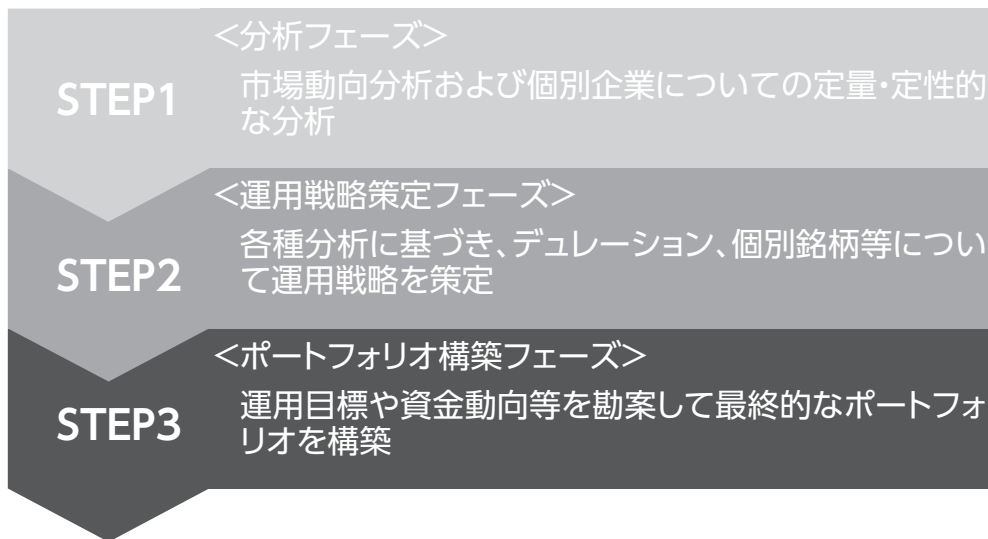 STEP1
<分析フェーズ>
市場動向分析および個別企業についての定量・定性的
な分析
STEP2
<運用戦略策定フェーズ>
各種分析に基づき、デュレーション、個別銘柄等につい
て運用戦略を策定
STEP3
<ポートフォリオ構築フェーズ>
運用目標や資金動向等を勘案して最終的なポートフォ
リオを構築